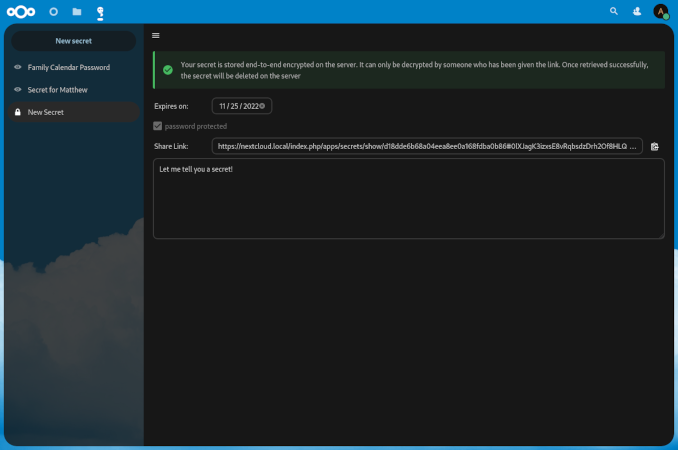 A
New secret
Family Calendar Password
Secret for Matthew
New Secret
Your secret is stored end-to-end encrypted on the server. It can only be decrypted by someone who has been given the link. Once retrieved successfully,
the secret will be deleted on the server
Expires on:
11 / 25 / 2022
password protected
Share Link:
https://nextcloud.local/index.php/apps/secrets/show/d18dde6b68a04eea8ee0a168fdba0b86#0lXJagK3izxsE8vRqbsdzDrh2Of8HLQ ...
Let me tell you a secret!